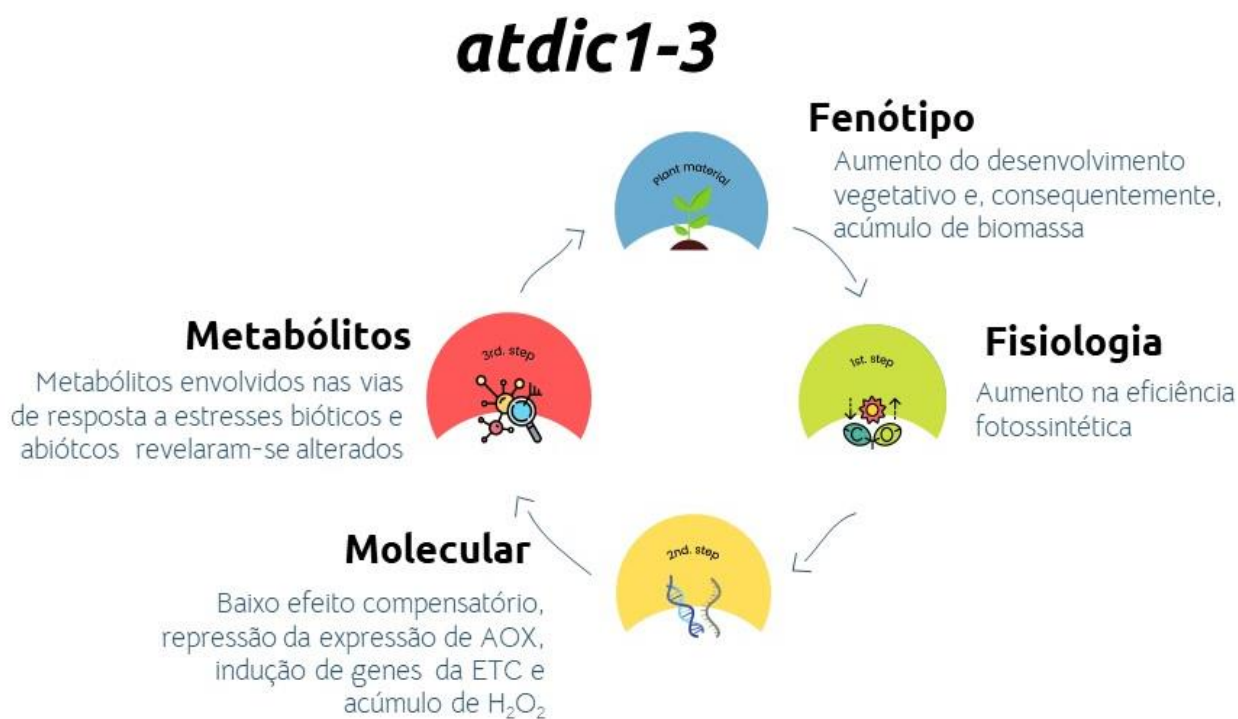 atdic1-3
Fenótipo
Aumento do desenvolvimento
vegetativo e, consequentemente,
acúmulo de biomassa
Plant material
Fisiologia
Aumento na eficiência
fotossintética
1st. step
C O
Molecular
Baixo efeito compensatório,
repressão da expressão de AOX,
indução de genes da ETC e
acúmulo de H₂O₂
2nd. step
Metabólitos
Metabólitos envolvidos nas vias
de resposta a estresses bióticos e
abiótcos revelaram-se alterados
3rd. step